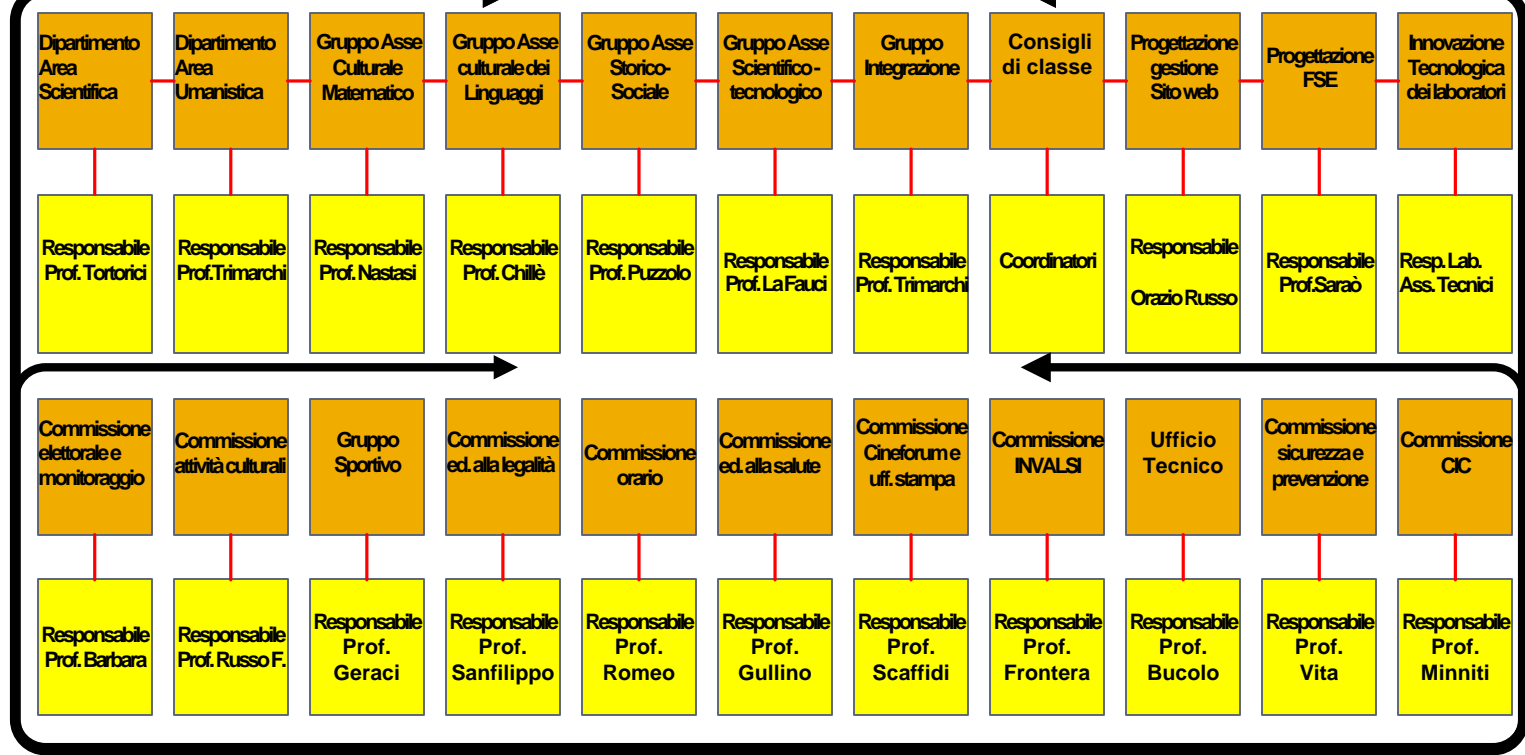 Dipartimento
Area
Scientifica
Dipartimento
Area
Umanistica
Gruppo Asse
Culturale
Matematico
Gruppo Asse
culturale dei
Linguaggi
Gruppo Asse
Storico-
Sociale
Gruppo Asse
Scientifico-
tecnologico
Gruppo
Integrazione
Consigli
di classe
Progettazione
gestione
Sito web
Progettazione
FSE
Innovazione
Tecnologica
dei laboratori
Responsabile
Prof. Tortorici
Responsabile
Prof.Trimarchi
Responsabile
Prof. Nastasi
Responsabile
Prof. Chillè
Responsabile
Prof. Puzzolo
Responsabile
Prof. La Fauci
Responsabile
Prof. Trimarchi
Coordinatori
Responsabile
Orazio Russo
Responsabile
Prof.Saraò
Resp. Lab.
Ass. Tecnici
Commissione
elettorale e
monitoraggio
Commissione
attività culturali
Gruppo
Sportivo
Commissione
ed. alla legalità
Commissione
orario
Commissione
ed. alla salute
Commissione
Cineforum e
uff. stampa
Commissione
INVALSI
Ufficio
Tecnico
Commissione
sicurezza e
prevenzione
Commissione
CIC
Responsabile
Prof. Barbara
Responsabile
Prof. Russo F.
Responsabile
Prof.
Geraci
Responsabile
Prof.
Sanfilippo
Responsabile
Prof.
Romeo
Responsabile
Prof.
Gullino
Responsabile
Prof.
Scaffidi
Responsabile
Prof.
Frontera
Responsabile
Prof.
Bucolo
Responsabile
Prof.
Vita
Responsabile
Prof.
Minniti